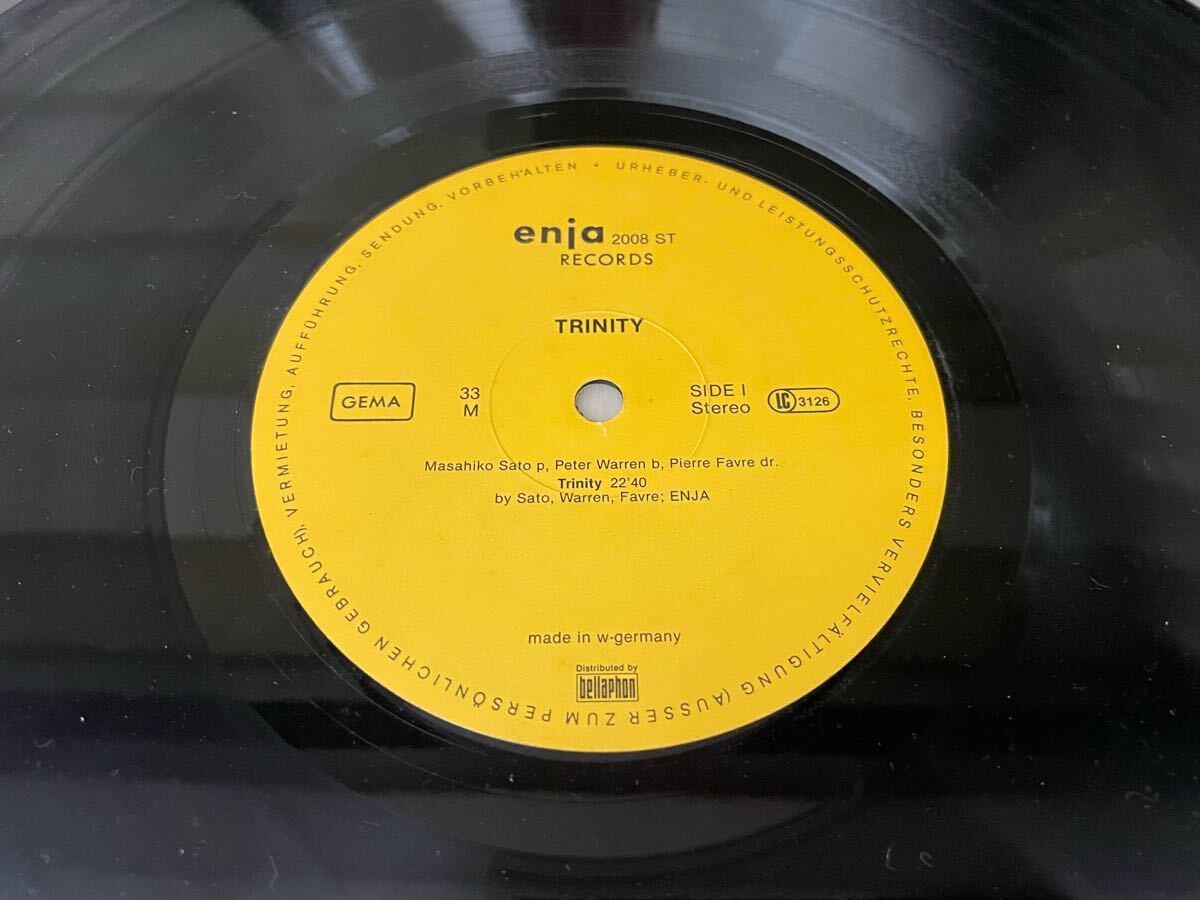 URHEBER- UND LEISTUNGSSCHUTZRECHTE, BESONDERS VERVIELFÄLTIGUNG (AUSSER ZUM PERSÖNLICHEN GEBRAUCH), VERMIETUNG, AUFFÜHRUNG, SENDUNG, VORBEHALTEN •
enja 2008 ST
RECORDS
TRINITY
GEMA
33
M
SIDE I
Stereo
LC 3126
Masahiko Sato p, Peter Warren b, Pierre Favre dr.
Trinity 22'40
by Sato, Warren, Favre; ENJA
made in w-germany
Distributed by
bellaphon